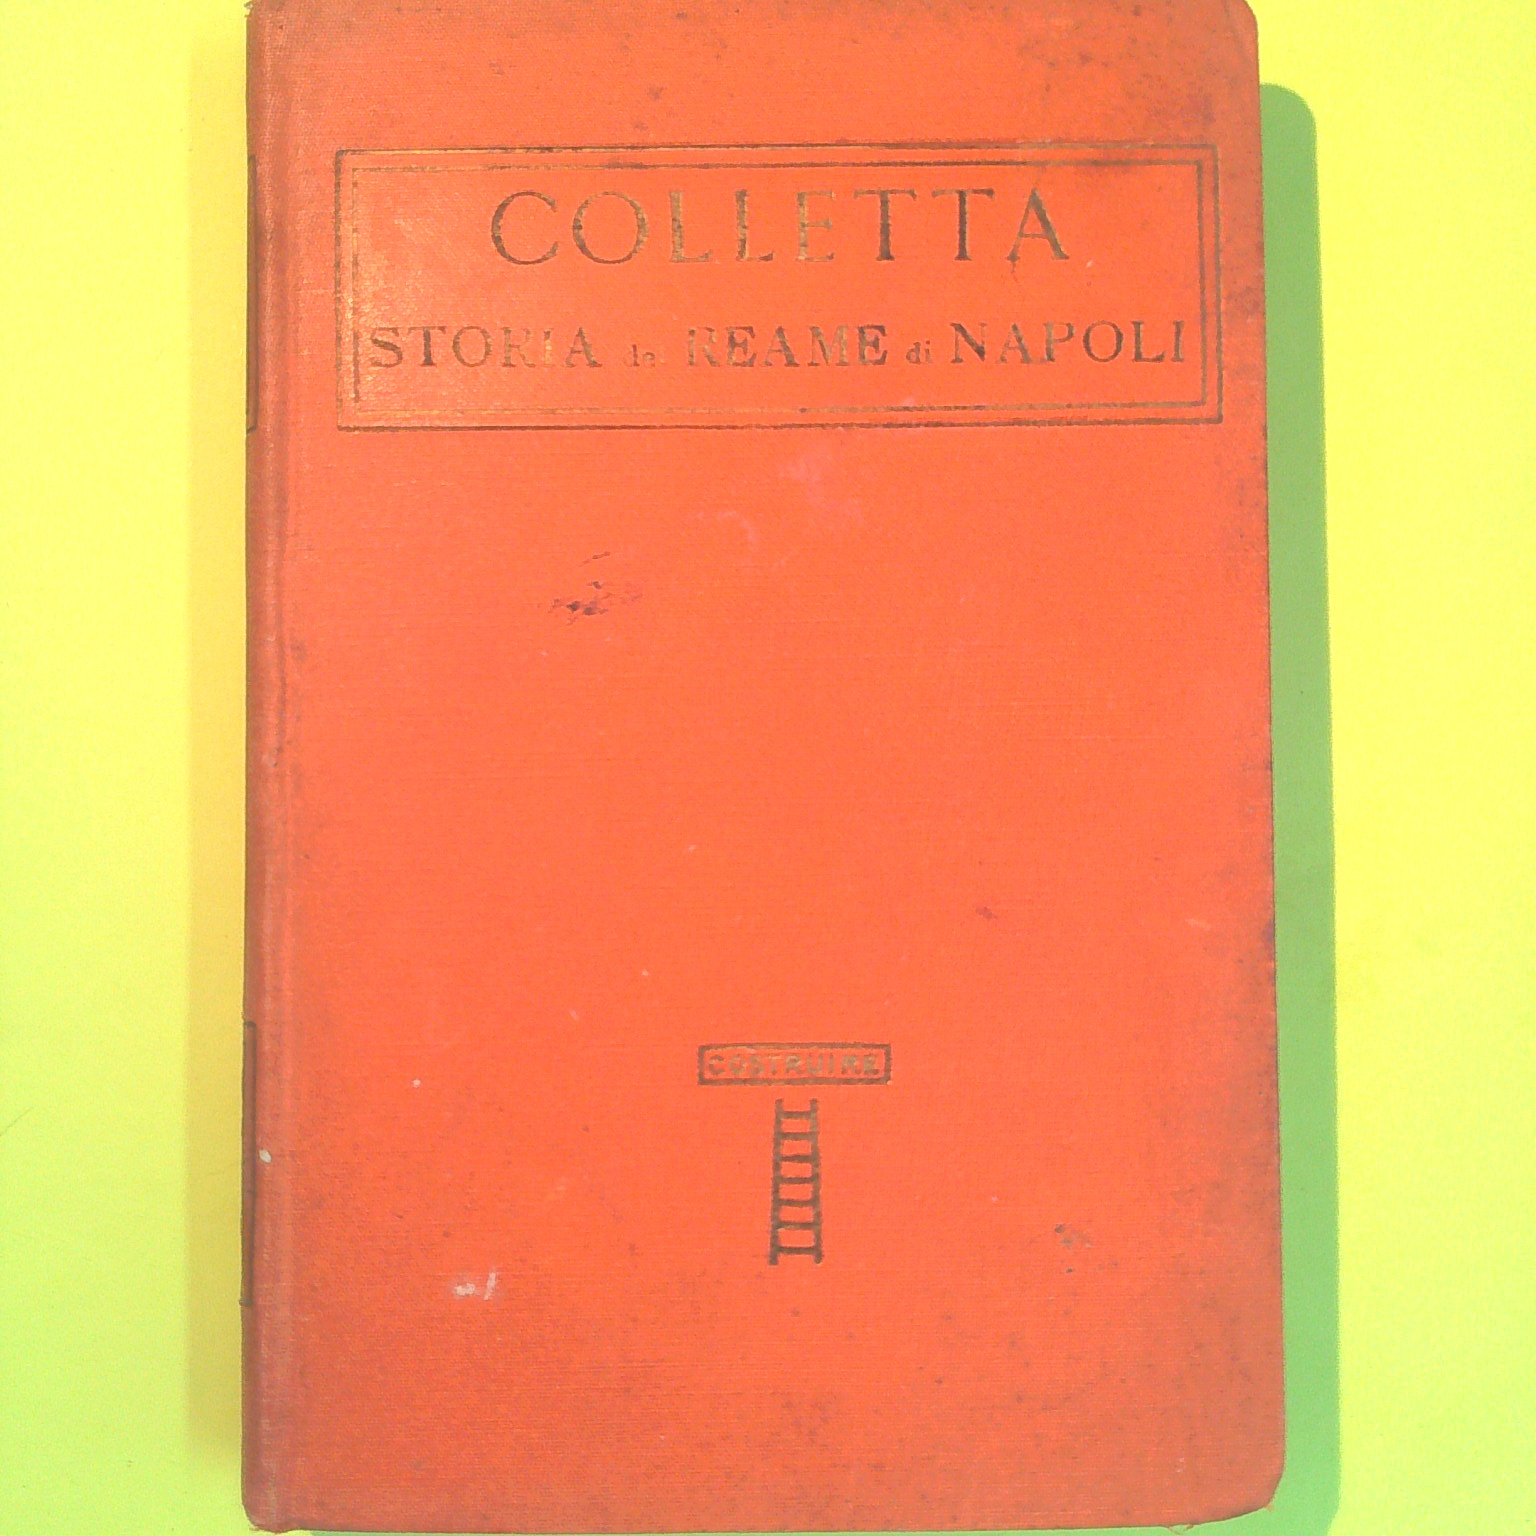 COLLETTA
STORIA del REAME di NAPOLI
COSTRUIRE